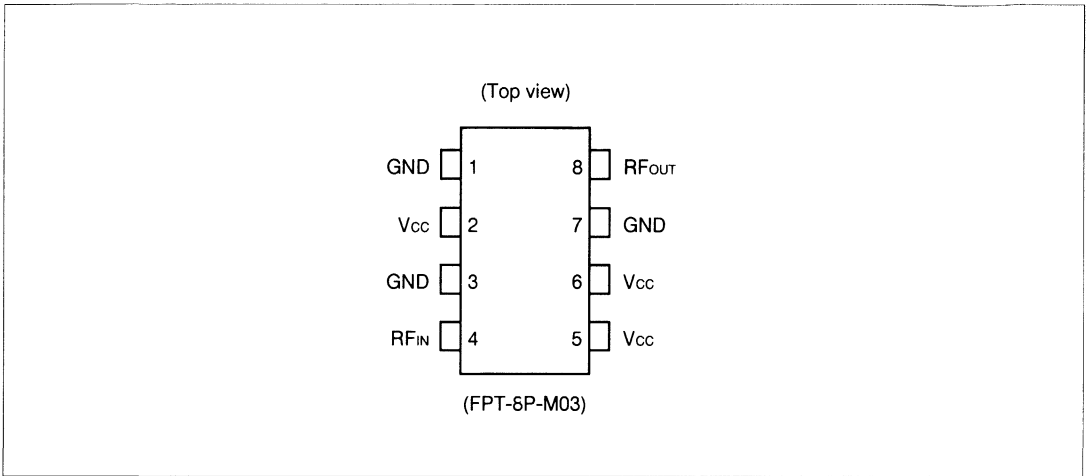 (Top view)
GND 1 8 RFOUT
VCC 2 7 GND
GND 3 6 VCC
RFIN 4 5 VCC
(FPT-8P-M03)